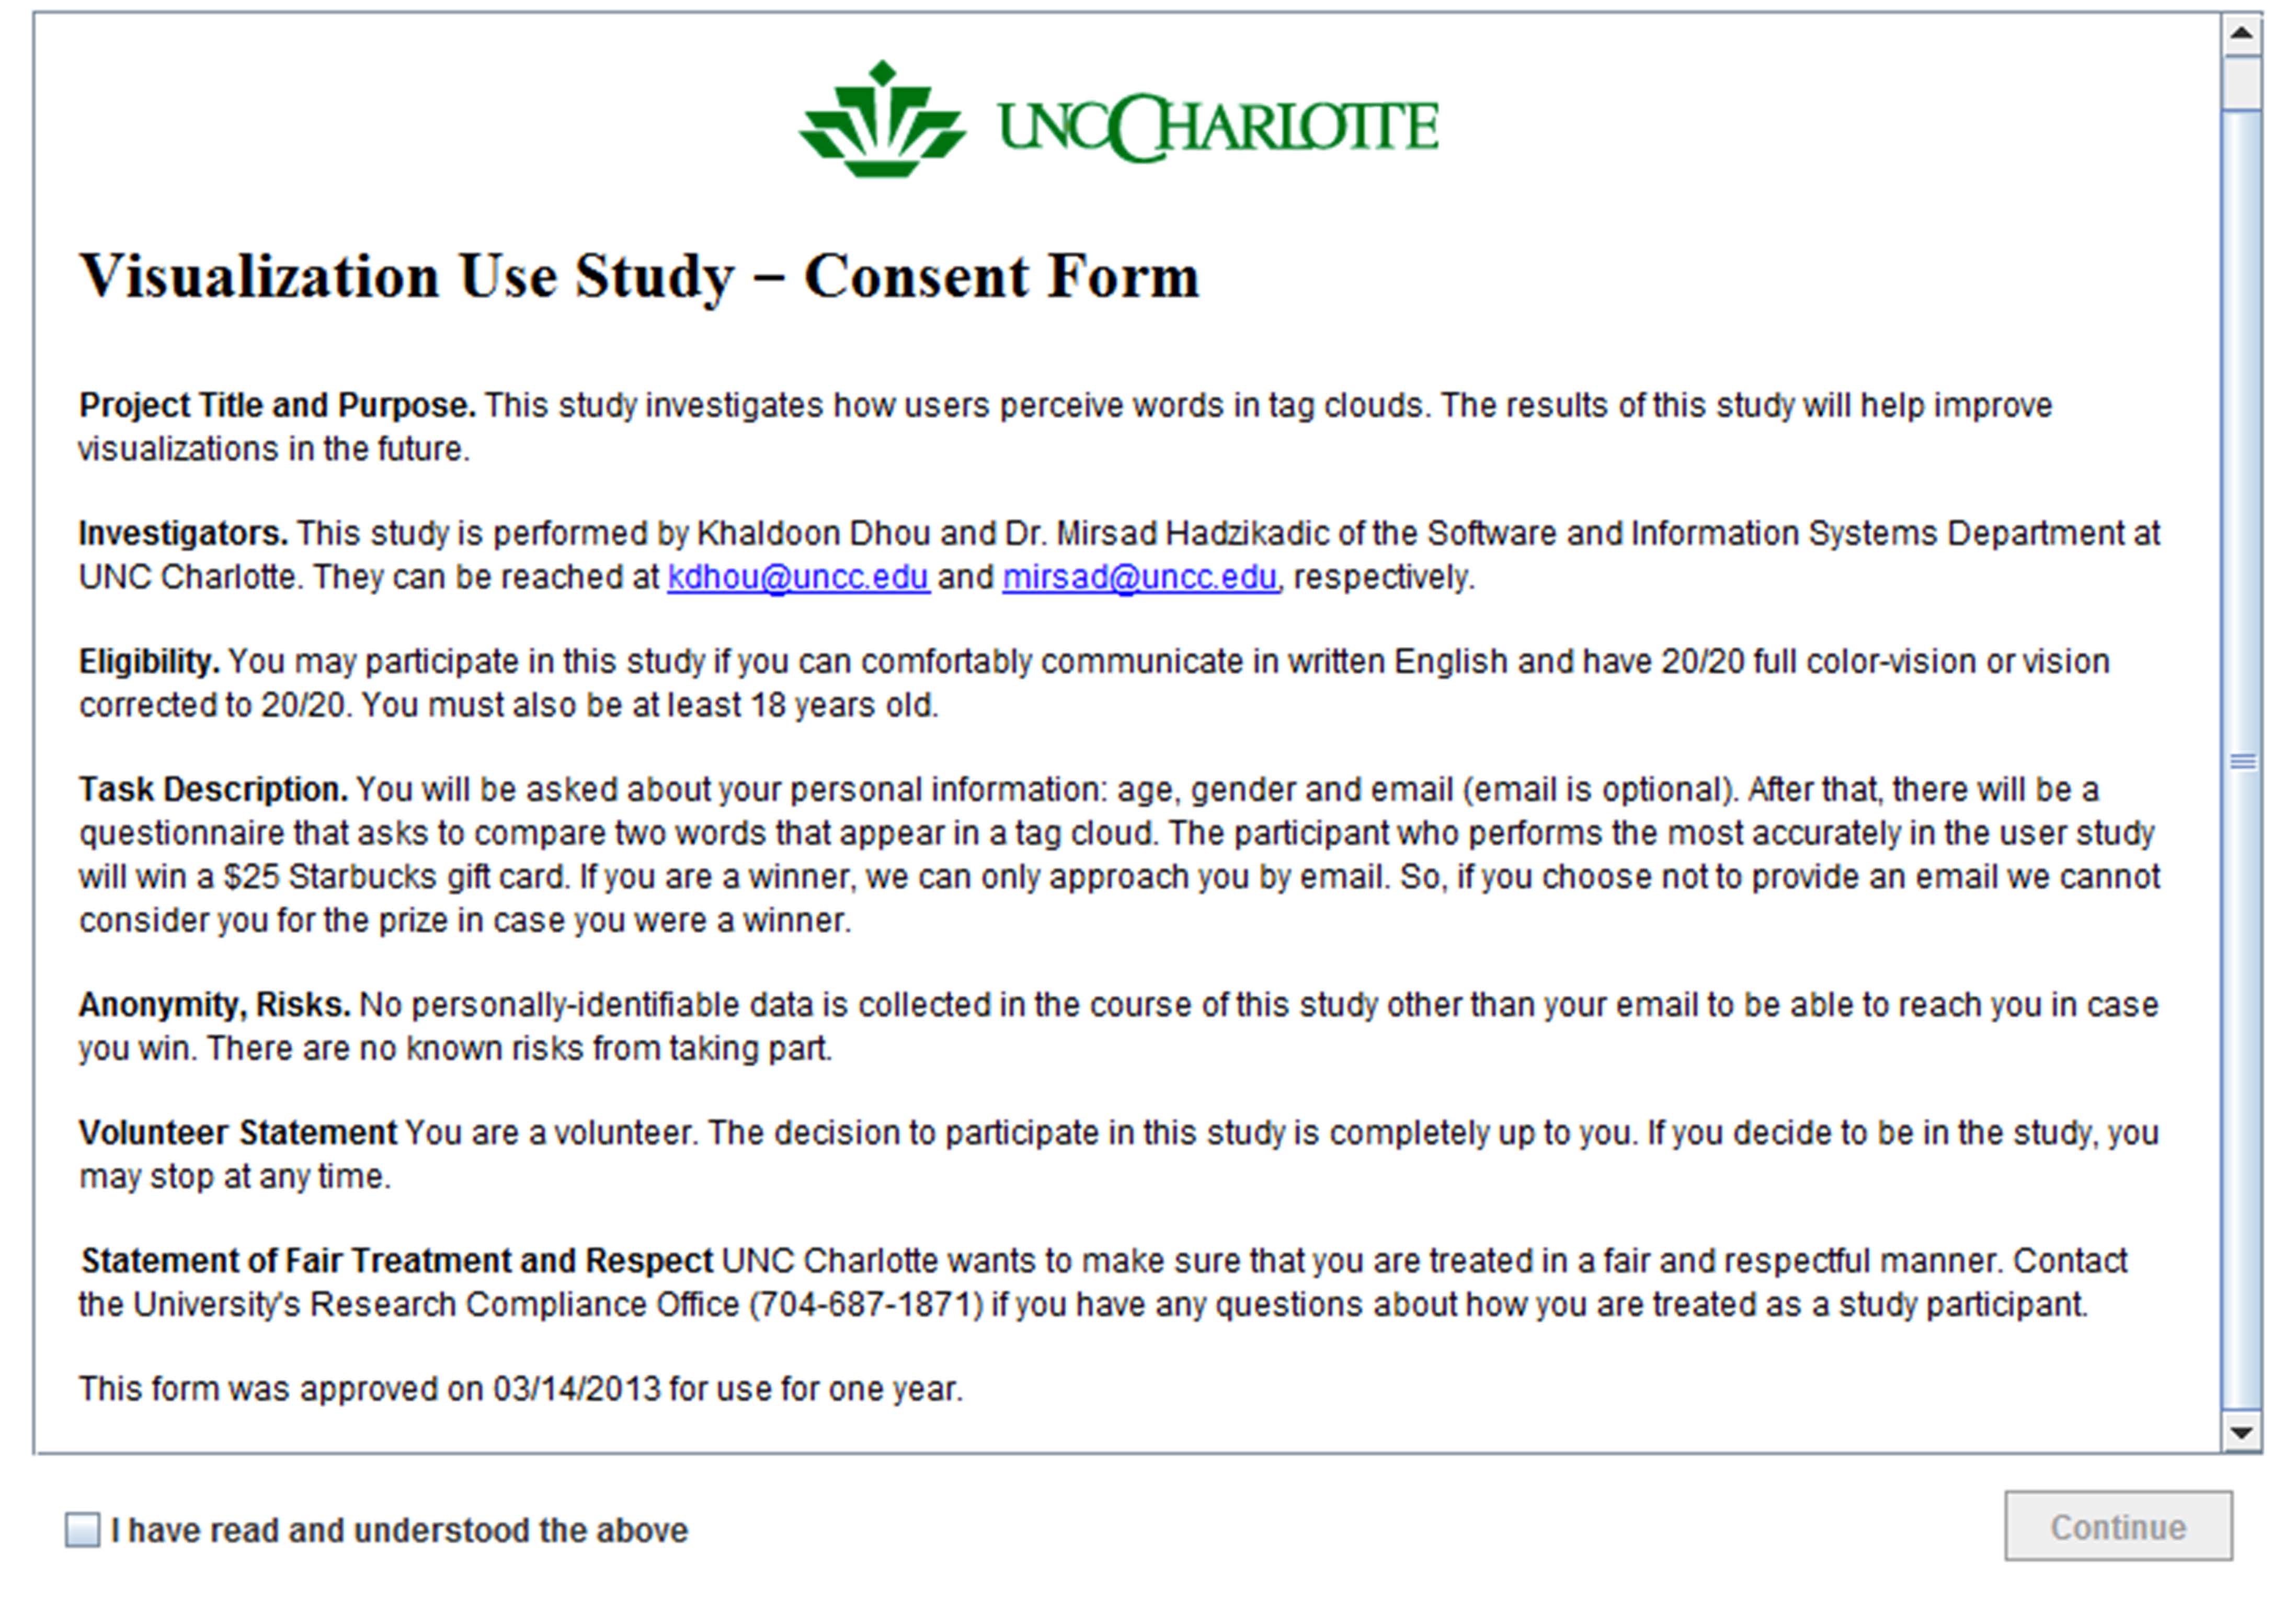 UNC CHARLOTTE
Visualization Use Study – Consent Form
Project Title and Purpose. This study investigates how users perceive words in tag clouds. The results of this study will help improve
visualizations in the future.
Investigators. This study is performed by Khaldoon Dhou and Dr. Mirsad Hadzikadic of the Software and Information Systems Department at
UNC Charlotte. They can be reached at kdhou@uncc.edu and mirsad@uncc.edu, respectively.
Eligibility. You may participate in this study if you can comfortably communicate in written English and have 20/20 full color-vision or vision
corrected to 20/20. You must also be at least 18 years old.
Task Description. You will be asked about your personal information: age, gender and email (email is optional). After that, there will be a
questionnaire that asks to compare two words that appear in a tag cloud. The participant who performs the most accurately in the user study
will win a $25 Starbucks gift card. If you are a winner, we can only approach you by email. So, if you choose not to provide an email we cannot
consider you for the prize in case you were a winner.
Anonymity, Risks. No personally-identifiable data is collected in the course of this study other than your email to be able to reach you in case
you win. There are no known risks from taking part.
Volunteer Statement You are a volunteer. The decision to participate in this study is completely up to you. If you decide to be in the study, you
may stop at any time.
Statement of Fair Treatment and Respect UNC Charlotte wants to make sure that you are treated in a fair and respectful manner. Contact
the University's Research Compliance Office (704-687-1871) if you have any questions about how you are treated as a study participant.
This form was approved on 03/14/2013 for use for one year.
I have read and understood the above
Continue